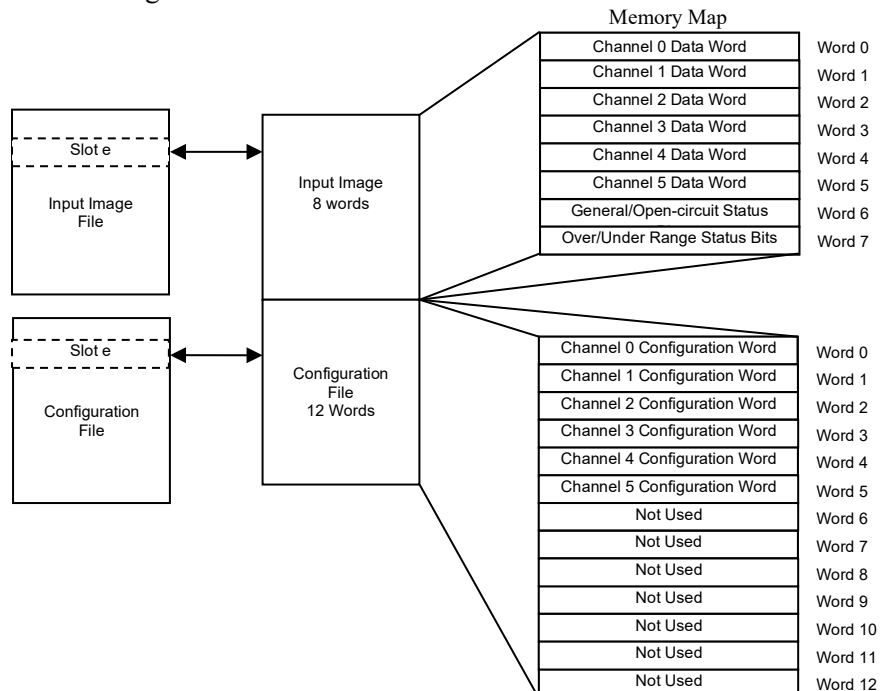 Memory Map
Channel 0 Data Word Word 0
Channel 1 Data Word Word 1
Channel 2 Data Word Word 2
Channel 3 Data Word Word 3
Channel 4 Data Word Word 4
Channel 5 Data Word Word 5
General/Open-circuit Status Word 6
Over/Under Range Status Bits Word 7
Slot e
Input Image
File
Input Image
8 words
Slot e
Configuration
File
Configuration
File
12 Words
Channel 0 Configuration Word Word 0
Channel 1 Configuration Word Word 1
Channel 2 Configuration Word Word 2
Channel 3 Configuration Word Word 3
Channel 4 Configuration Word Word 4
Channel 5 Configuration Word Word 5
Not Used Word 6
Not Used Word 7
Not Used Word 8
Not Used Word 9
Not Used Word 10
Not Used Word 11
Not Used Word 12